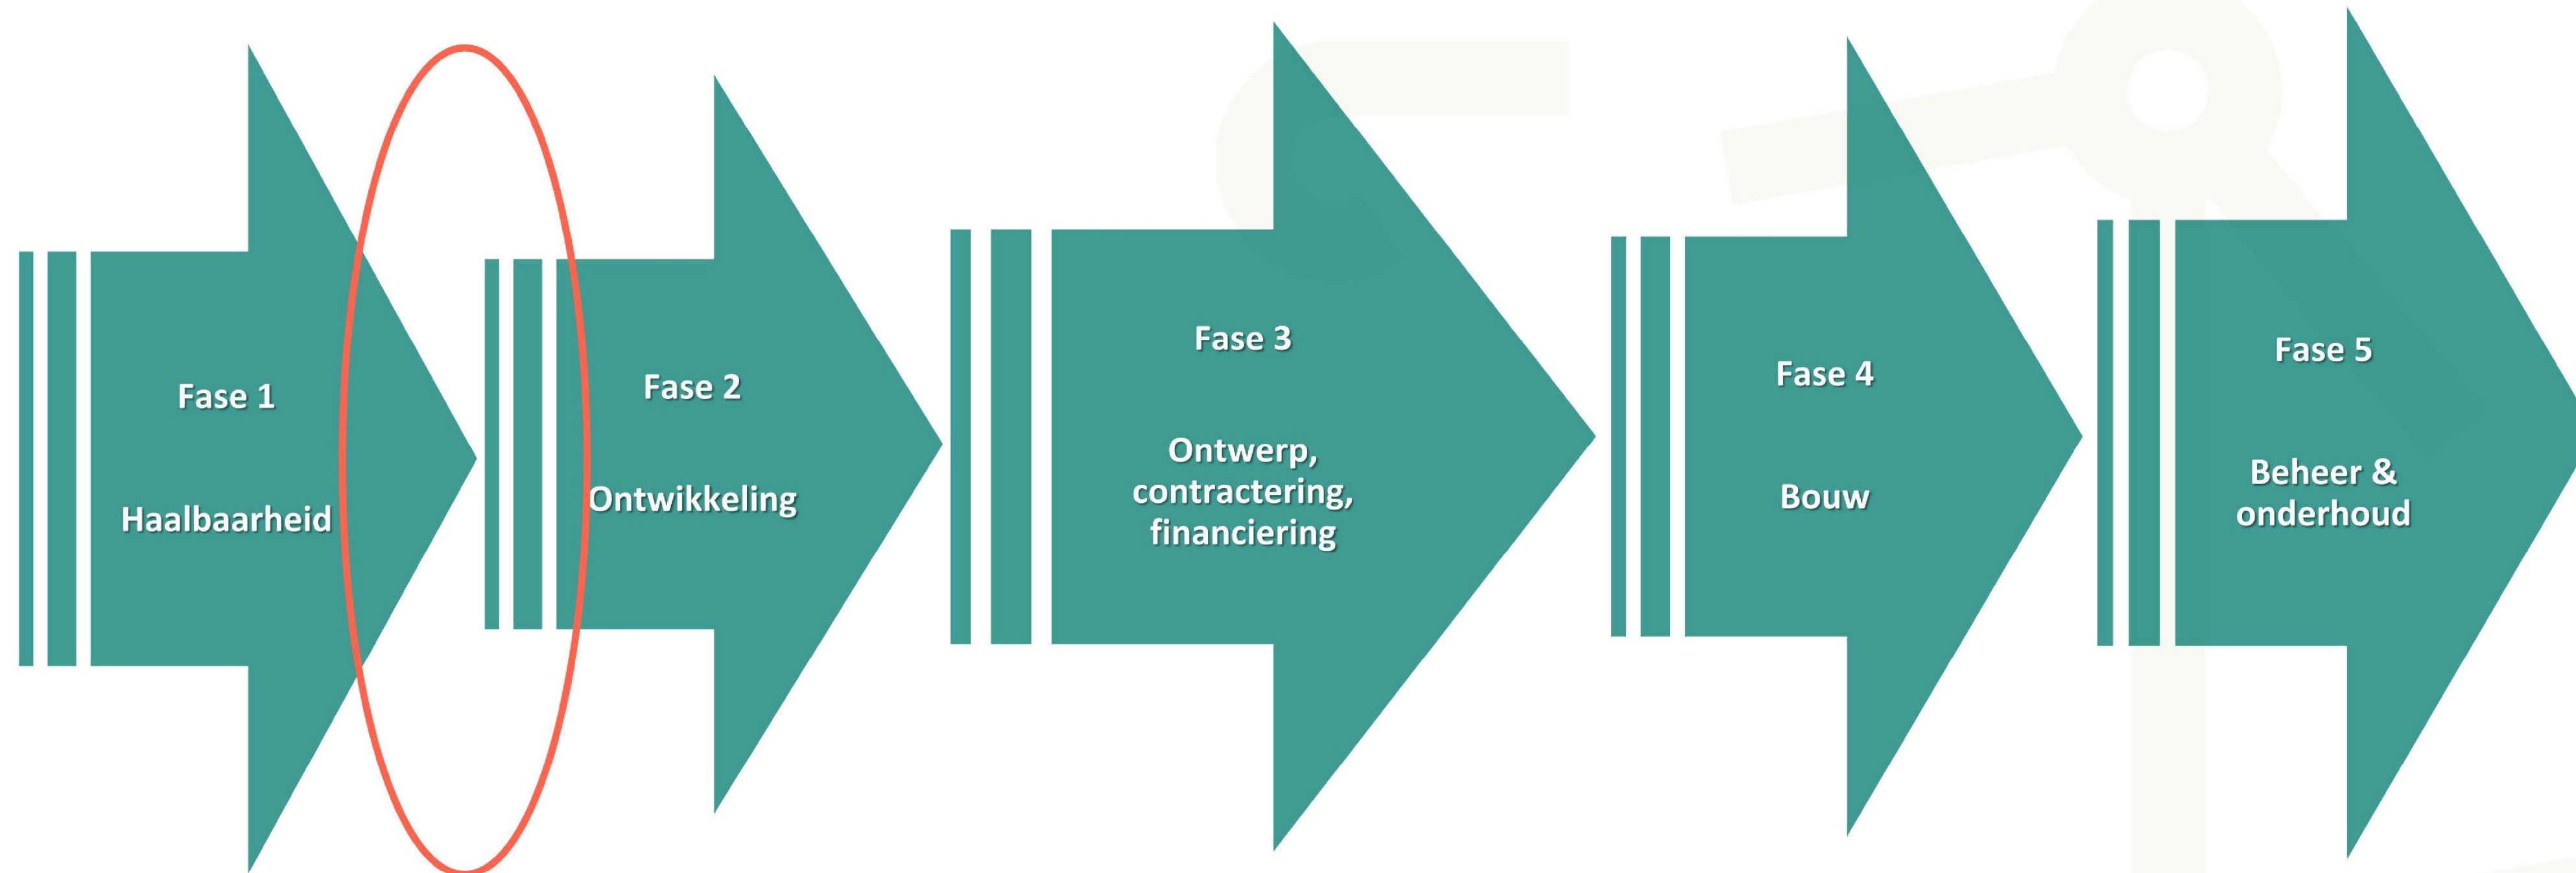 Fase 1
Haalbaarheid
Fase 2
Ontwikkeling
Fase 3
Ontwerp,
contractering,
financiering
Fase 4
Bouw
Fase 5
Beheer &
onderhoud